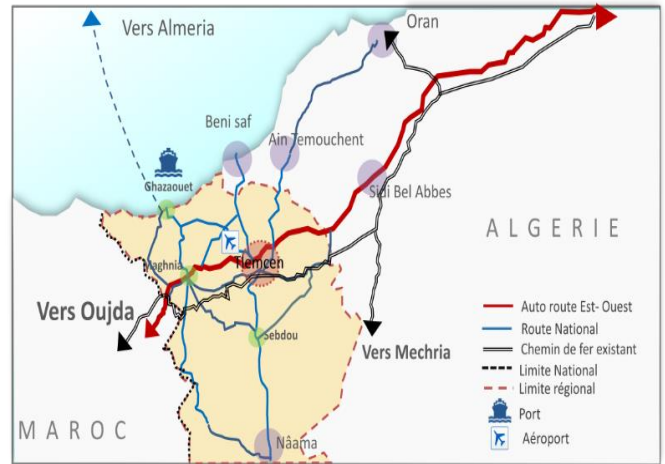 Vers Almeria
Oran
Beni saf
Ain Temouchent
Ghazaouet
Sidi Bel Abbes
ALGERIE
Maghnia
Tlemcen
Vers Oujda
Sebdou
Vers Mechria
MAROC
Nâama
Auto route Est- Ouest
Route National
Chemin de fer existant
Limite National
Limite régional
Port
Aéroport